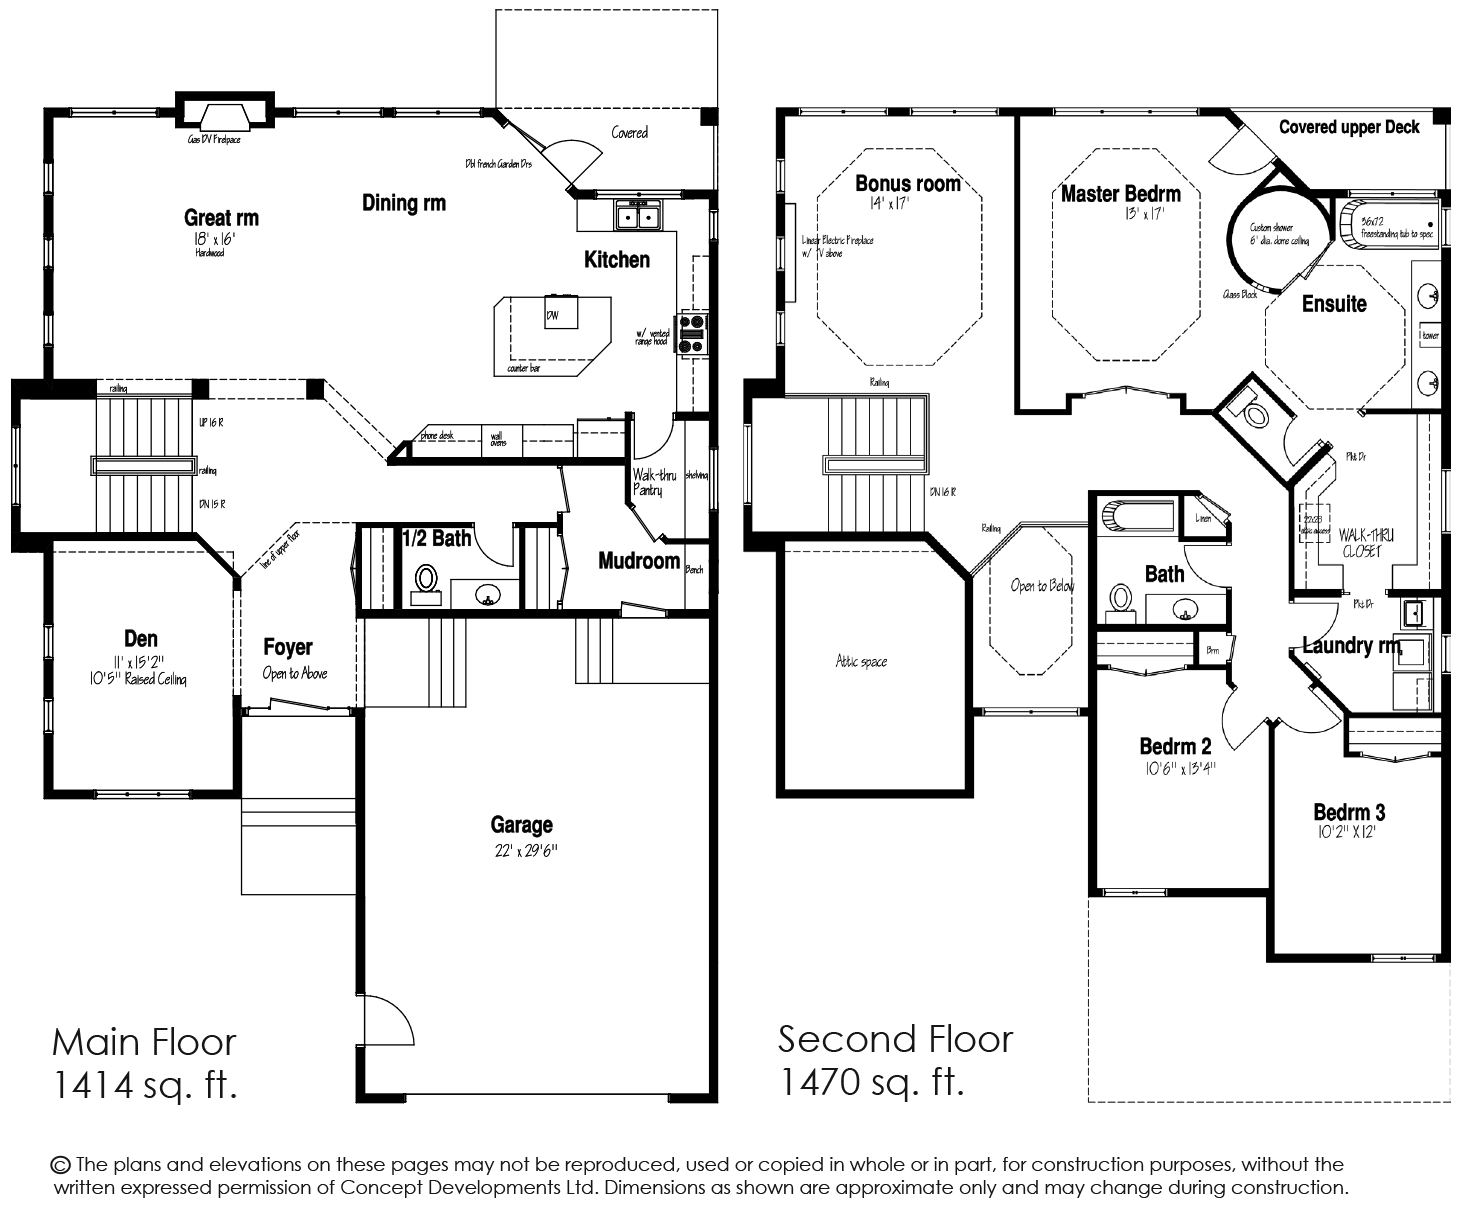 Gas DV Fireplace
Covered
Dbl french Garden Drs
Great rm
18' x 16'
Hardwood
Dining rm
Kitchen
DW
w/ vented
range hood
counter bar
railing
UP 16 R
railing
DN 15 R
phone desk
wall
ovens
Walk-thru
Pantry
shelving
line of upper floor
1/2 Bath
Mudroom
Bench
Den
11' x 15'2"
10'5" Raised Ceiling
Foyer
Open to Above
Garage
22' x 29'6"
Main Floor
1414 sq. ft.
Covered upper Deck
Bonus room
14' x 17'
Linear Electric Fireplace
w/ TV above
Master Bedrm
13' x 17'
Custom shower
6' dia. dome ceiling
36x72
freestanding tub to spec
Glass Block
Ensuite
tower
Railing
DN 16 R
Railing
Linen
Pkt Dr
22x28
attic access
WALK-THRU
CLOSET
Pkt Dr
Open to Below
Bath
Attic space
Brm
Laundry rm.
Bedrm 2
10'6" x 13'4"
Bedrm 3
10'2" X 12'
Second Floor
1470 sq. ft.
© The plans and elevations on these pages may not be reproduced, used or copied in whole or in part, for construction purposes, without the
written expressed permission of Concept Developments Ltd. Dimensions as shown are approximate only and may change during construction.